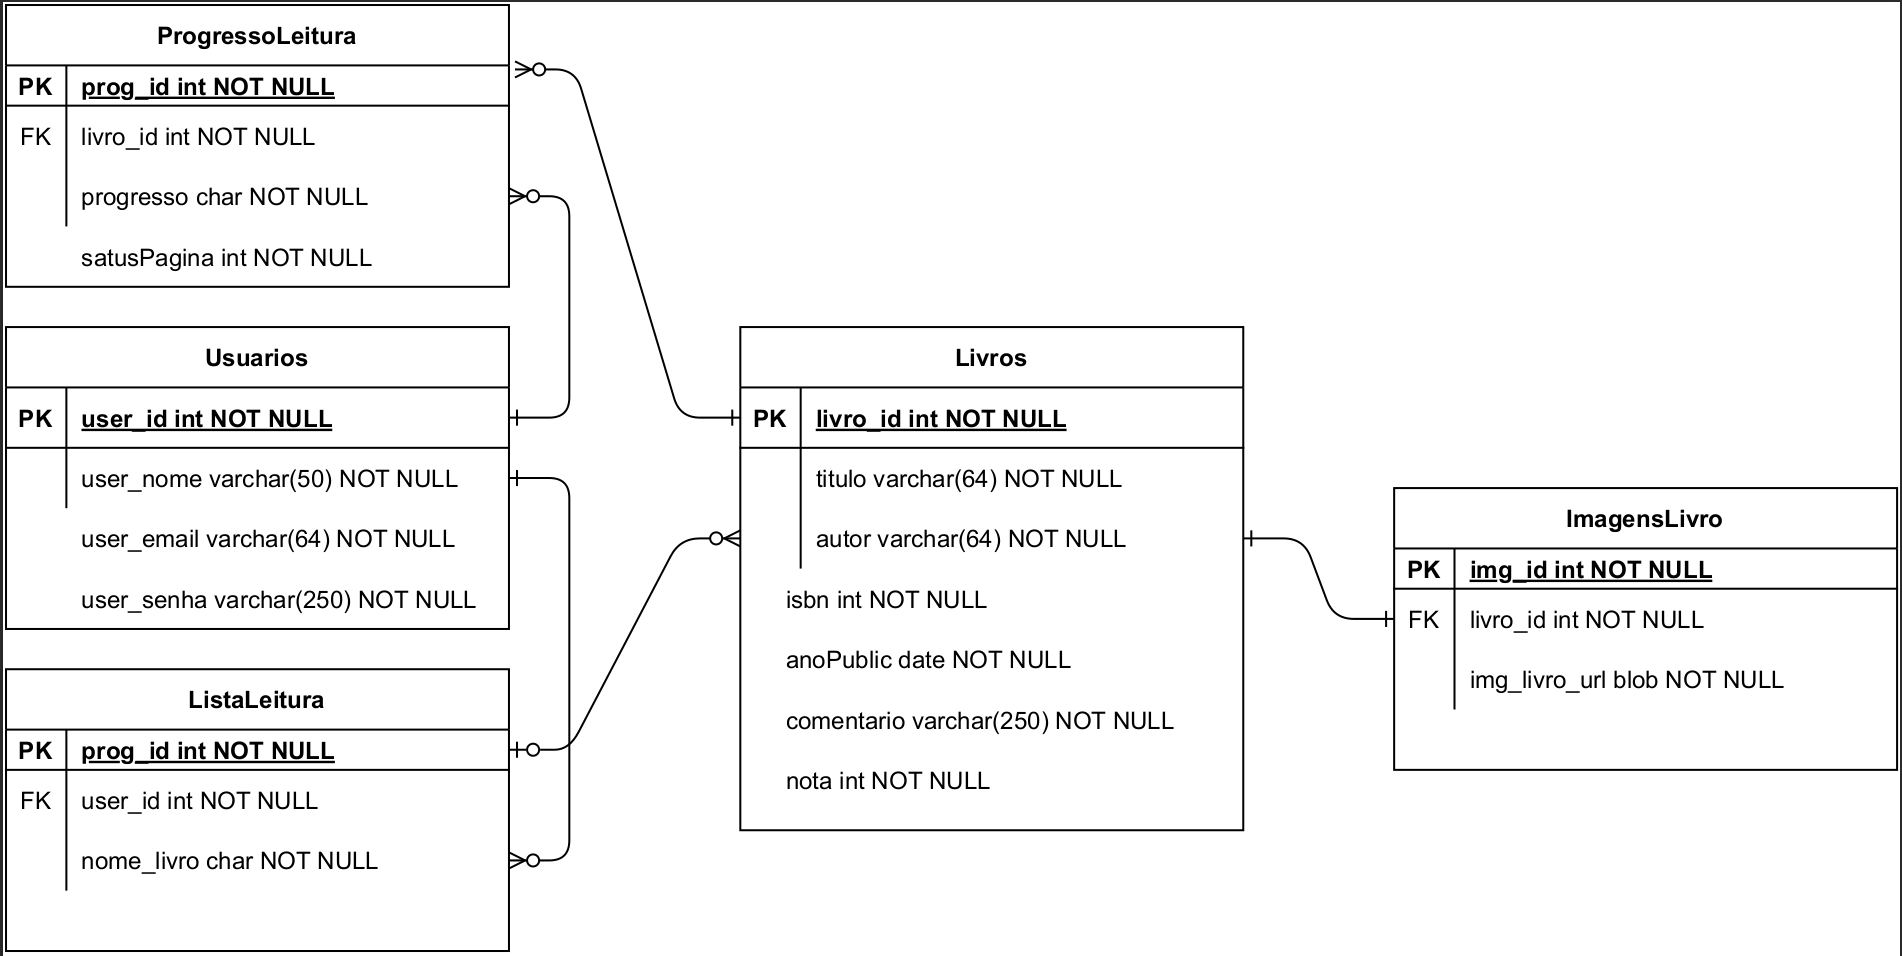 ProgressoLeitura
PK prog_id int NOT NULL
FK livro_id int NOT NULL
progresso char NOT NULL
satusPagina int NOT NULL
Usuarios
PK user_id int NOT NULL
user_nome varchar(50) NOT NULL
user_email varchar(64) NOT NULL
user_senha varchar(250) NOT NULL
ListaLeitura
PK prog_id int NOT NULL
FK user_id int NOT NULL
nome_livro char NOT NULL
Livros
PK livro_id int NOT NULL
titulo varchar(64) NOT NULL
autor varchar(64) NOT NULL
isbn int NOT NULL
anoPublic date NOT NULL
comentario varchar(250) NOT NULL
nota int NOT NULL
ImagensLivro
PK img_id int NOT NULL
FK livro_id int NOT NULL
img_livro_url blob NOT NULL